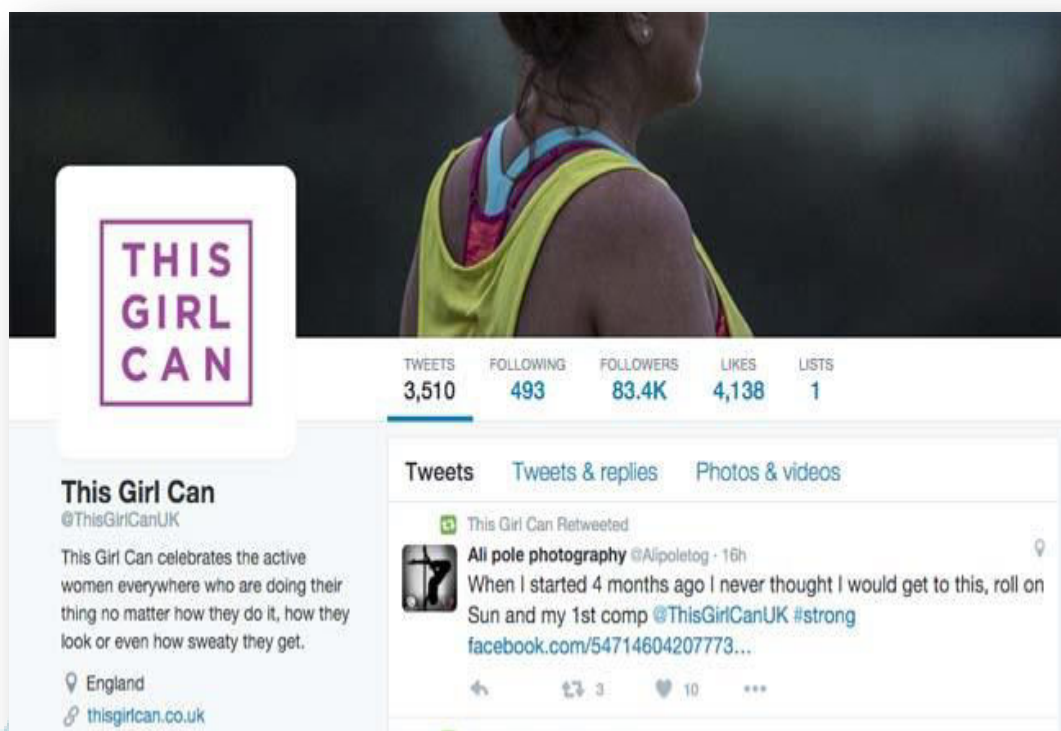 THIS
GIRL
CAN
TWEETS FOLLOWING FOLLOWERS LIKES LISTS
3,510 493 83.4K 4,138 1
This Girl Can
@ThisGirlCanUK
This Girl Can celebrates the active
women everywhere who are doing their
thing no matter how they do it, how they
look or even how sweaty they get.
England
thisgirlcan.co.uk
Tweets Tweets & replies Photos & videos
This Girl Can Retweeted
Ali pole photography @Alipoletog · 16h
When I started 4 months ago I never thought I would get to this, roll on
Sun and my 1st comp @ThisGirlCanUK #strong
facebook.com/54714604207773...
3 10